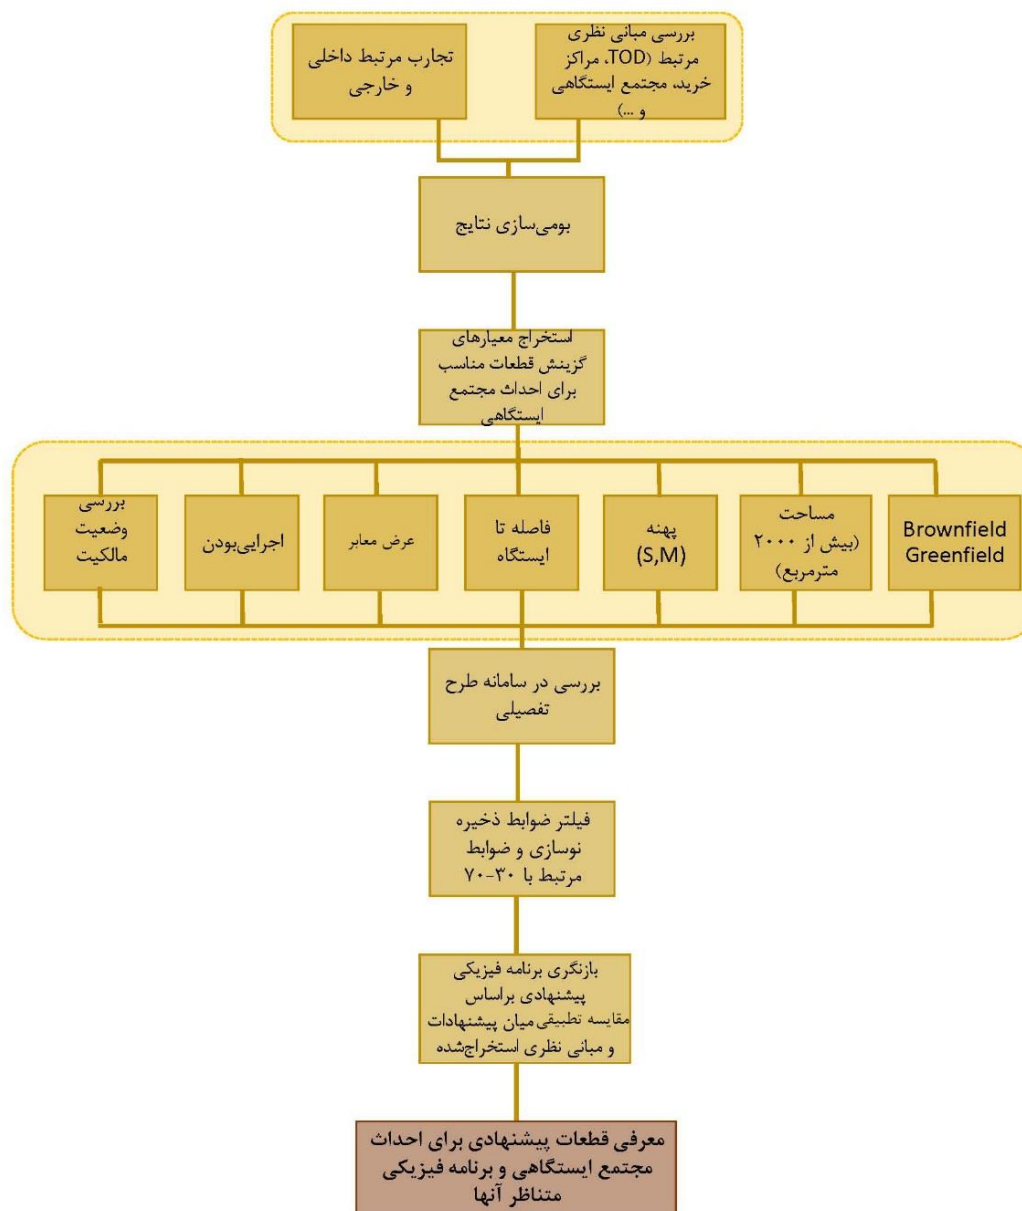 بررسی مبانی نظری
مرتبط (TOD، مراکز
خرید، مجتمع ایستگاهی
و ...)
تجارب مرتبط داخلی
و خارجی
بومی‌سازی نتایج
استخراج معیارهای
گزینش قطعات مناسب
برای احداث مجتمع
ایستگاهی
Brownfield
Greenfield
مساحت
(بیش از ۲۰۰۰
مترمربع)
پهنه
(S,M)
فاصله تا
ایستگاه
عرض معابر
اجرایی‌بودن
بررسی
وضعیت
مالکیت
بررسی در سامانه طرح
تفصیلی
فیلتر ضوابط ذخیره
نوسازی و ضوابط
مرتبط با ۳۰-۷۰
بازنگری برنامه فیزیکی
پیشنهادی براساس
مقایسه تطبیقی میان پیشنهادات
و مبانی نظری استخراج‌شده
معرفی قطعات پیشنهادی برای احداث
مجتمع ایستگاهی و برنامه فیزیکی
متناظر آنها